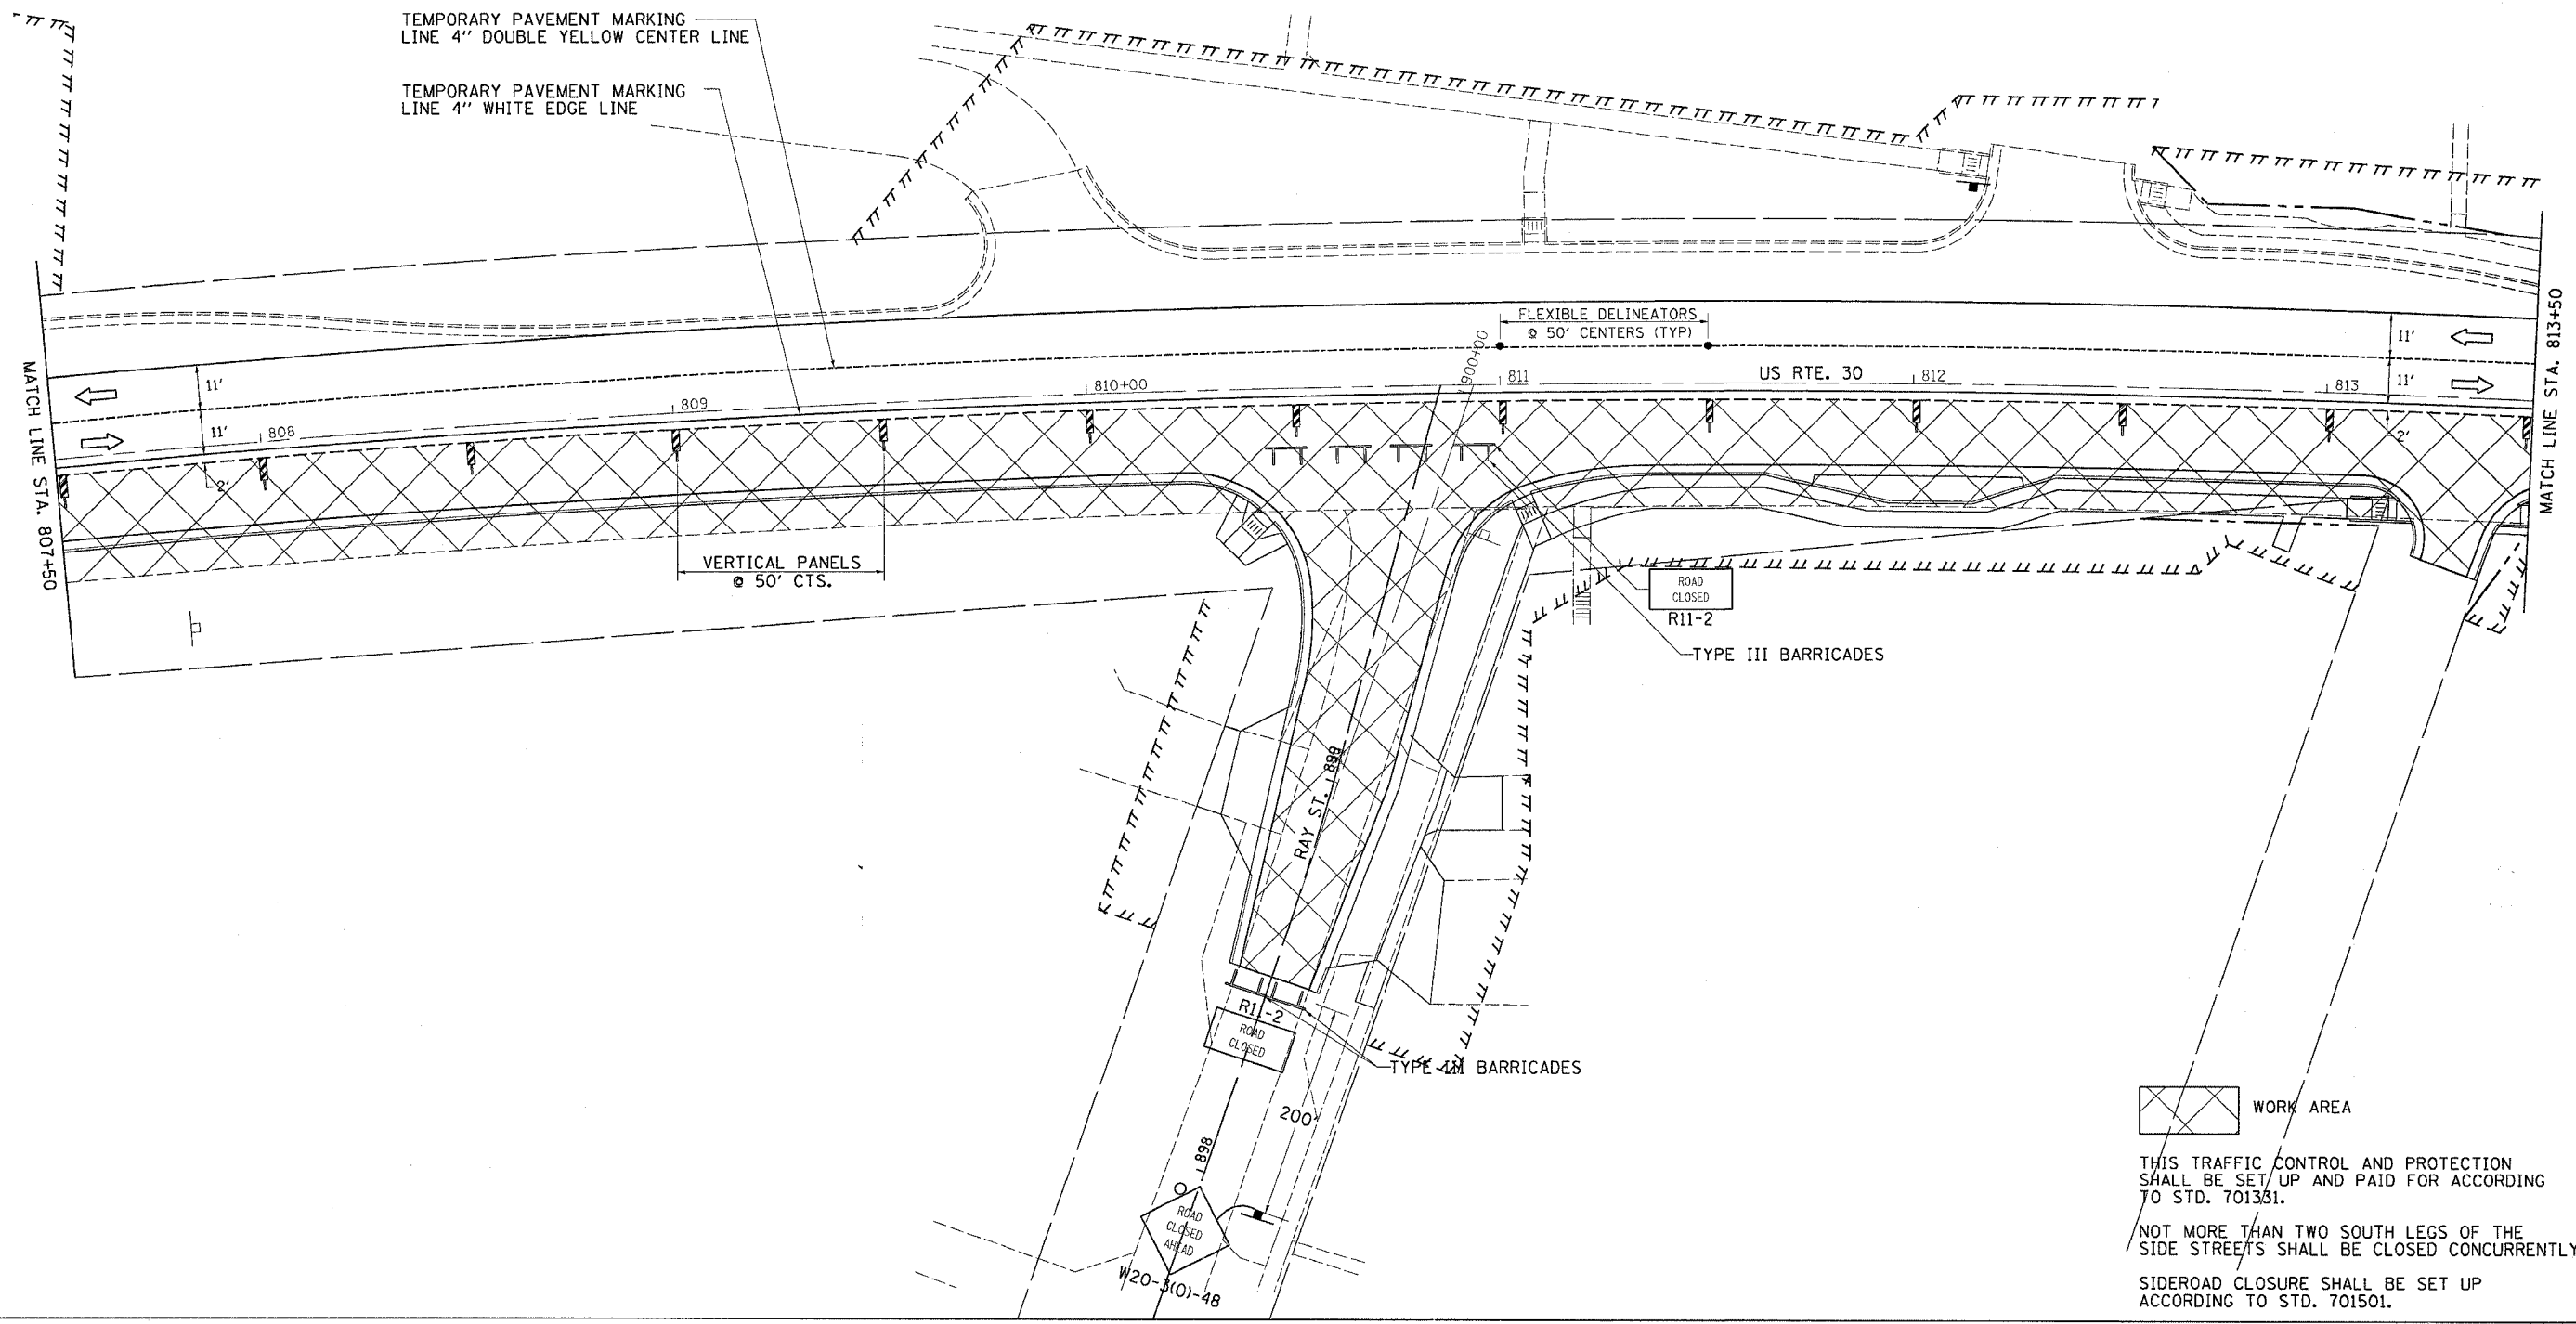 TEMPORARY PAVEMENT MARKING
LINE 4" DOUBLE YELLOW CENTER LINE
TEMPORARY PAVEMENT MARKING
LINE 4" WHITE EDGE LINE
MATCH LINE STA. 807+50
MATCH LINE STA. 813+50
FLEXIBLE DELINEATORS
@ 50' CENTERS (TYP)
900+00
US RTE. 30
11'
11'
2'
11'
11'
2'
808
809
810+00
811
812
813
VERTICAL PANELS
@ 50' CTS.
ROAD
CLOSED
R11-2
TYPE III BARRICADES
RAY ST.
899
R11-2
ROAD
CLOSED
TYPE III BARRICADES
200'
898
ROAD
CLOSED
AHEAD
W20-3(O)-48
WORK AREA
THIS TRAFFIC CONTROL AND PROTECTION
SHALL BE SET UP AND PAID FOR ACCORDING
TO STD. 701331.
NOT MORE THAN TWO SOUTH LEGS OF THE
SIDE STREETS SHALL BE CLOSED CONCURRENTLY
SIDEROAD CLOSURE SHALL BE SET UP
ACCORDING TO STD. 701501.